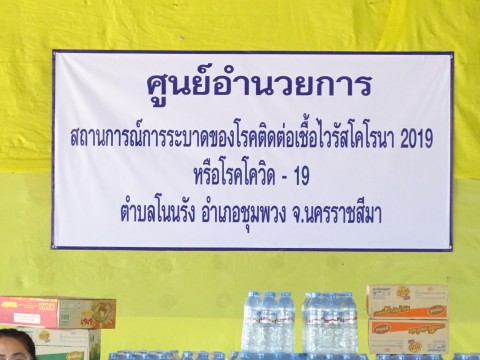 ศูนย์อำนวยการ
สถานการณ์การระบาดของโรคติดต่อเชื้อไวรัสโคโรนา 2019
หรือโรคโควิด - 19
ตำบลโนนรัง อำเภอชุมพวง จ.นครราชสีมา